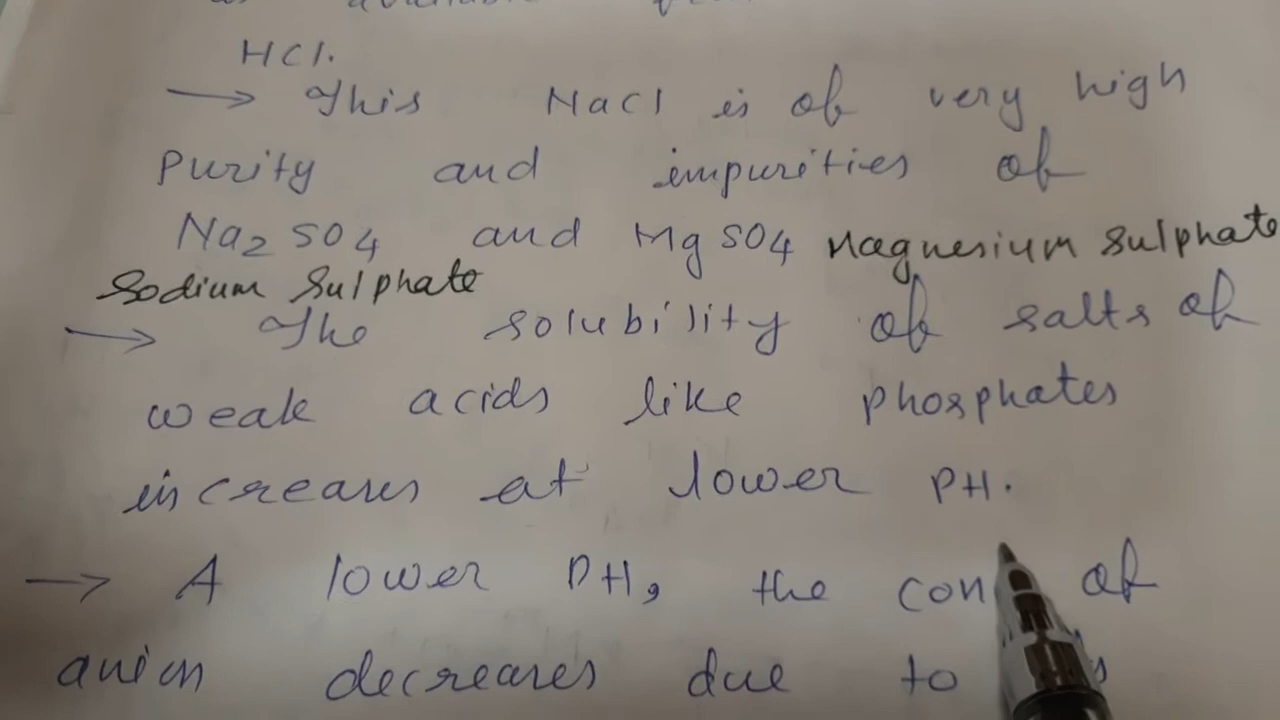 HCl.
→ This NaCl is of very high
Purity and impurities of
Na2SO4 and MgSO4 Magnesium Sulphate
Sodium Sulphate
→ The solubility of salts of
weak acids like phosphates
increases at lower PH.
→ A lower PH, the con of
anion decreases due to